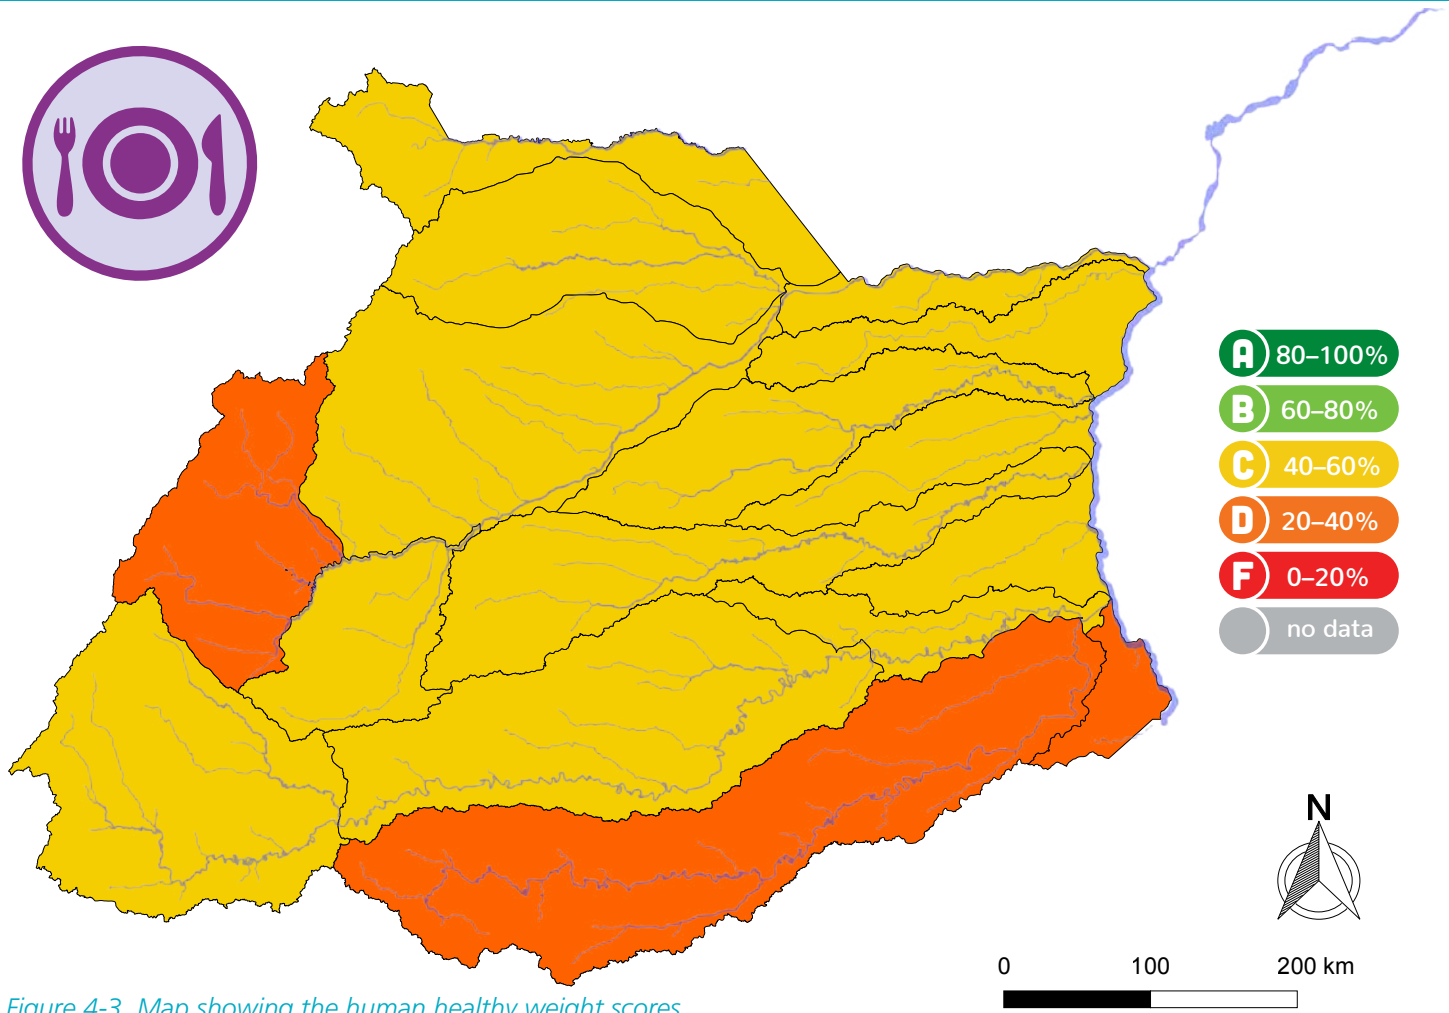 A 80–100%
B 60–80%
C 40–60%
D 20–40%
F 0–20%
no data
N
0 100 200 km
Figure 4-3. Map showing the human healthy weight scores